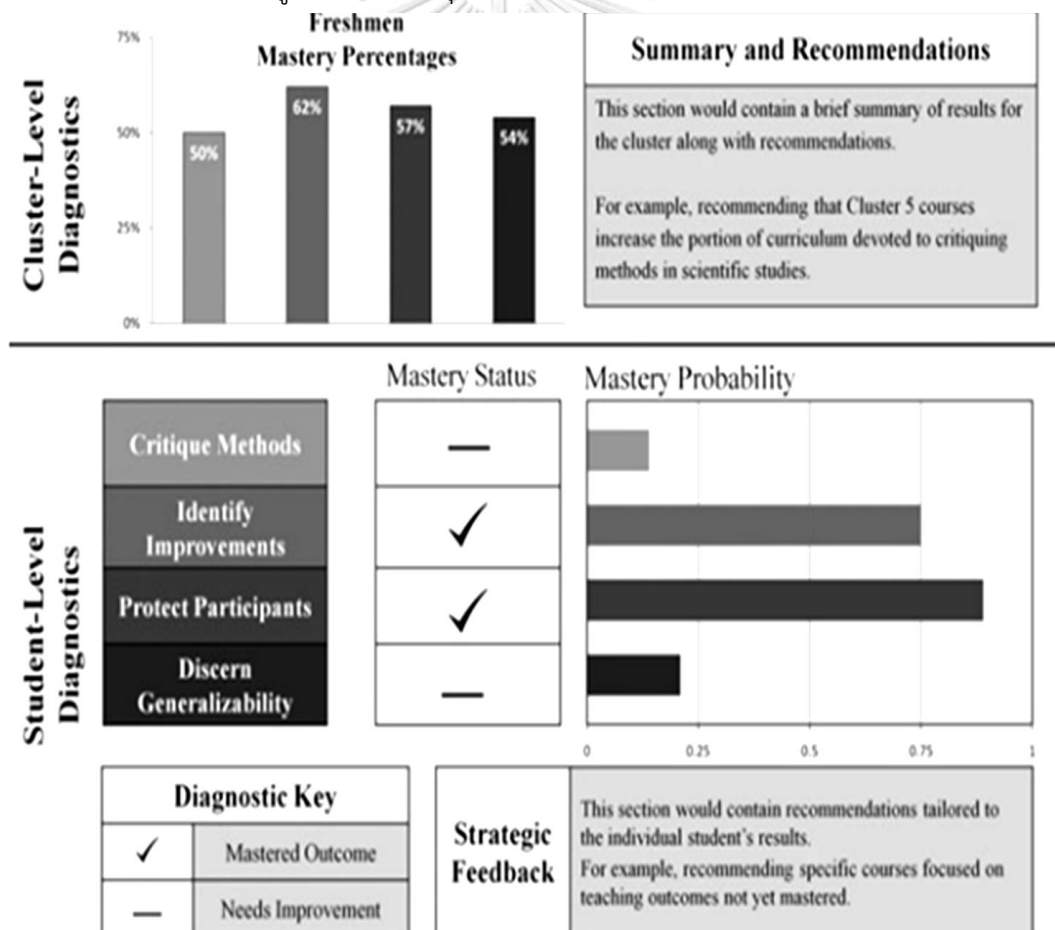 Freshmen
Mastery Percentages
75%
50%
25%
0%
50%
62%
57%
54%
Cluster-Level
Diagnostics
Summary and Recommendations
This section would contain a brief summary of results for
the cluster along with recommendations.
For example, recommending that Cluster 5 courses
increase the portion of curriculum devoted to critiquing
methods in scientific studies.
Student-Level
Diagnostics
Mastery Status
Mastery Probability
Critique Methods
Identify
Improvements
Protect Participants
Discern
Generalizability
0
0.25
0.5
0.75
1
Diagnostic Key
✓
Mastered Outcome
—
Needs Improvement
Strategic
Feedback
This section would contain recommendations tailored to
the individual student's results.
For example, recommending specific courses focused on
teaching outcomes not yet mastered.